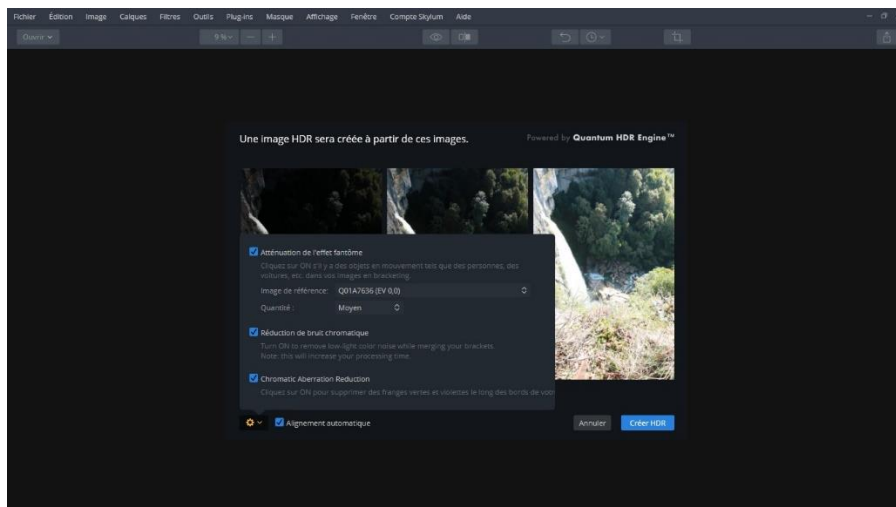 Fichier Édition Image Calques Filtres Outils Plug-ins Masque Affichage Fenêtre Compte Skylum Aide
Ouvrir 9 %
Une image HDR sera créée à partir de ces images. Powered by Quantum HDR Engine™
Atténuation de l'effet fantôme
Cliquez sur ON s'il y a des objets en mouvement tels que des personnes, des
voitures, etc. dans vos images en bracketing.
Image de référence: Q01A7636 (EV 0,0)
Quantité : Moyen
Réduction de bruit chromatique
Turn ON to remove low-light color noise while merging your brackets.
Note: this will increase your processing time.
Chromatic Aberration Reduction
Cliquez sur ON pour supprimer des franges vertes et violettes le long des bords de votr
Alignement automatique Annuler Créer HDR